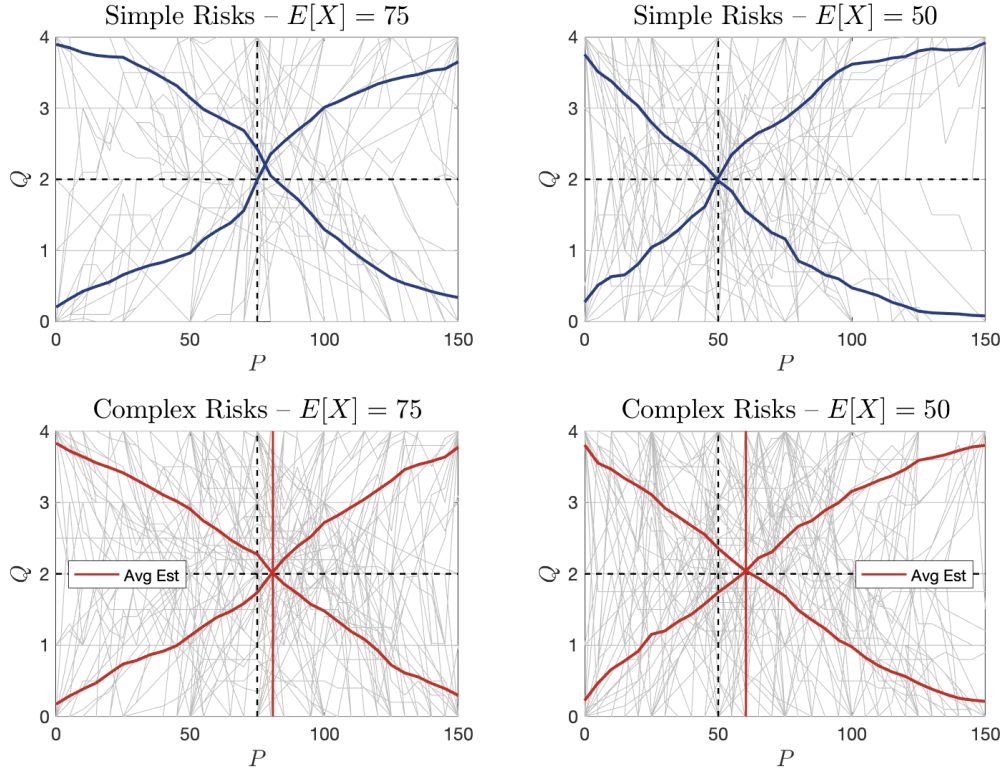 Simple Risks – E[X] = 75
4
3
2
1
0
Q
0 50 100 150
P
Simple Risks – E[X] = 50
4
3
2
1
0
Q
0 50 100 150
P
Complex Risks – E[X] = 75
4
3
2
1
0
Q
Avg Est
0 50 100 150
P
Complex Risks – E[X] = 50
4
3
2
1
0
Q
Avg Est
0 50 100 150
P